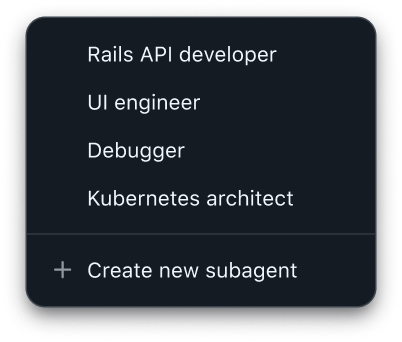 Rails API developer
UI engineer
Debugger
Kubernetes architect
Create new subagent